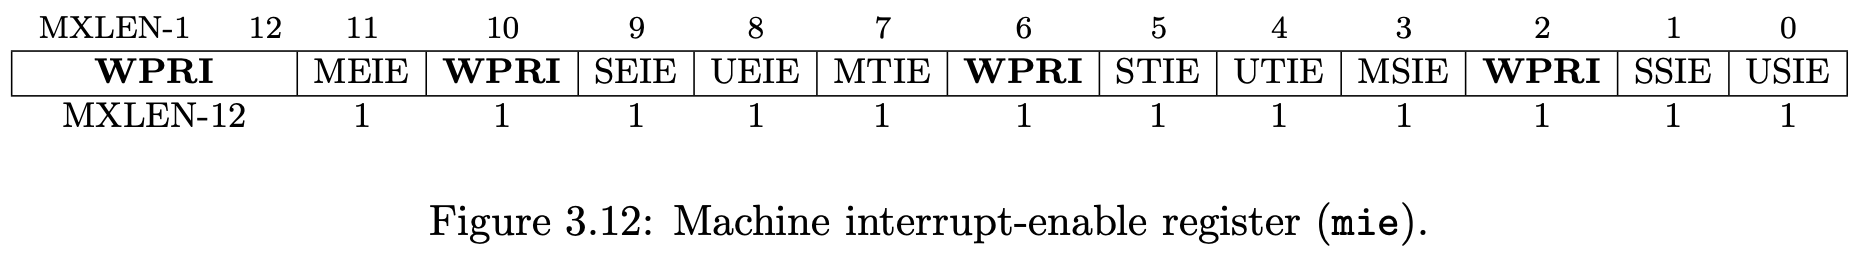 MXLEN-1 12 11 10 9 8 7 6 5 4 3 2 1 0
WPRI MEIE WPRI SEIE UEIE MTIE WPRI STIE UTIE MSIE WPRI SSIE USIE
MXLEN-12 1 1 1 1 1 1 1 1 1 1 1 1
Figure 3.12: Machine interrupt-enable register (mie).